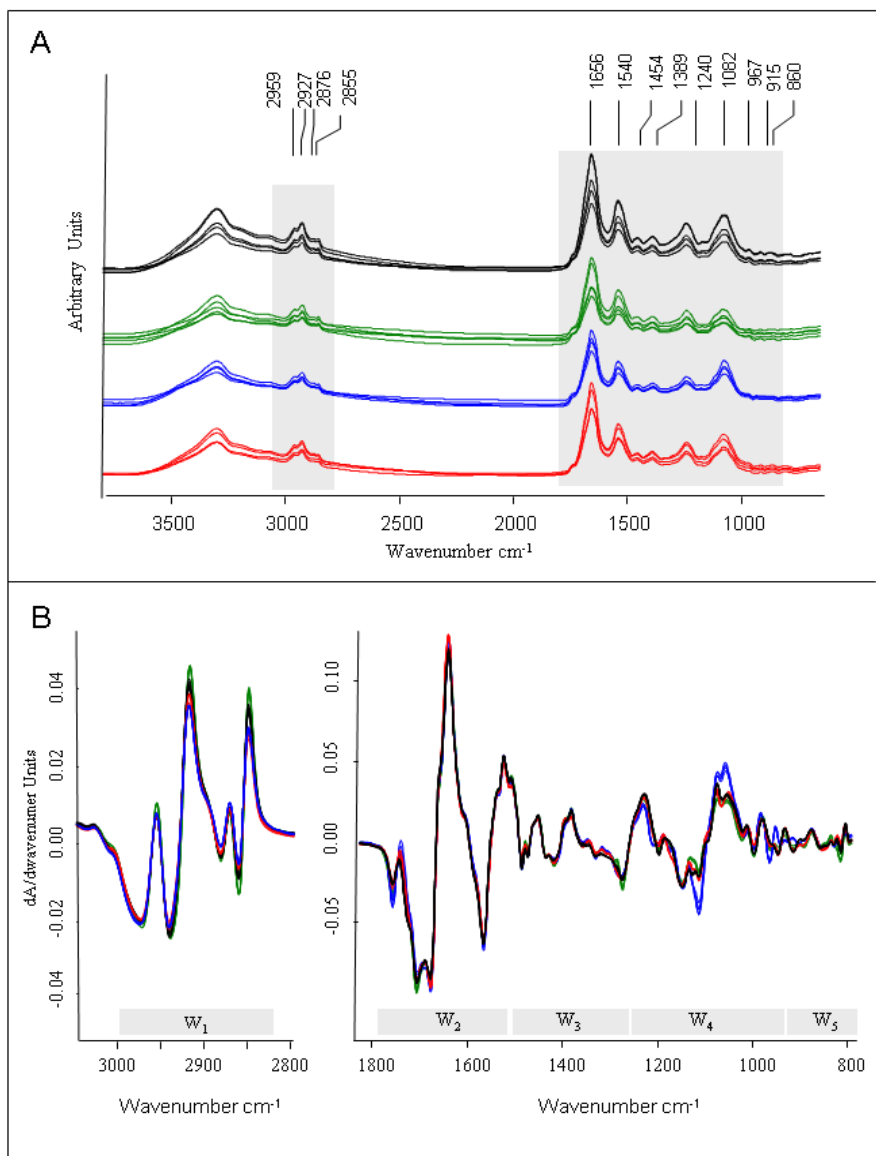 A
2959
2927
2876
2855
1656
1540
1454
1389
1240
1082
967
915
860
Arbitrary Units
3500 3000 2500 2000 1500 1000
Wavenumber cm-1
B
dA/dwavenumer Units
0.04
0.02
0.00
-0.02
-0.04
0.10
0.05
0.00
-0.05
W1 W2 W3 W4 W5
3000 2900 2800 1800 1600 1400 1200 1000 800
Wavenumber cm-1 Wavenumber cm-1